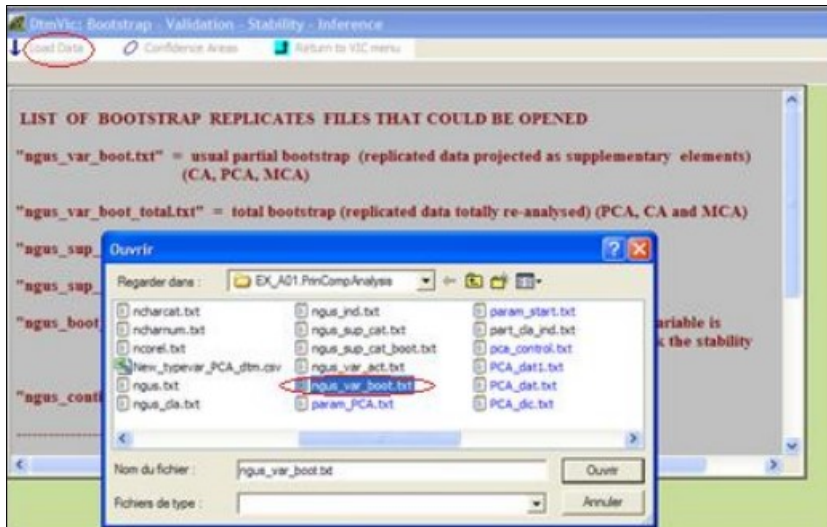 DtmVic: Bootstrap - Validation - Stability - Inference
Load Data Confidence Areas Return to VIC menu
LIST OF BOOTSTRAP REPLICATES FILES THAT COULD BE OPENED
"ngus_var_boot.txt" = usual partial bootstrap (replicated data projected as supplementary elements)
(CA, PCA, MCA)
"ngus_var_boot_total.txt" = total bootstrap (replicated data totally re-analysed) (PCA, CA and MCA)
"ngus_sup_
"ngus_sup_
"ngus_boot ariable is
k the stability
"ngus_conti
Ouvrir
Regarder dans : EX_A01.PrinCompAnalysis
ncharcat.txt ngus_ind.txt param_start.txt
ncharnum.txt ngus_sup_cat.txt part_cla_ind.txt
ncorel.txt ngus_sup_cat_boot.txt pca_control.txt
New_typevar_PCA_dtm.csv ngus_var_act.txt PCA_dat1.txt
ngus.txt ngus_var_boot.txt PCA_dat.txt
ngus_cla.txt param_PCA.txt PCA_dic.txt
Nom du fichier : ngus_var_boot.txt Ouvrir
Fichiers de type : Annuler